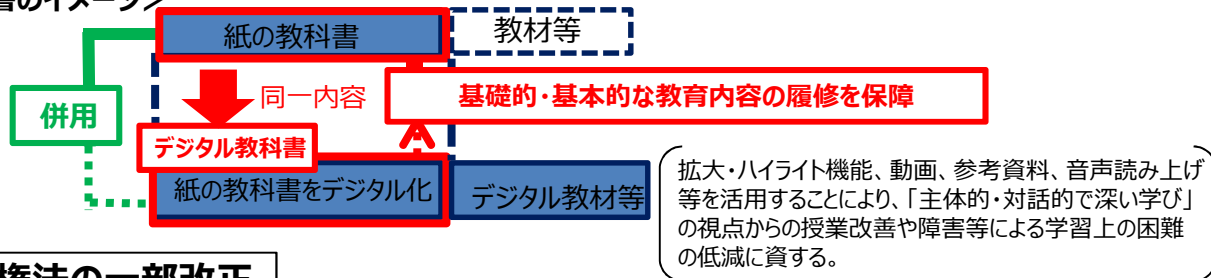 書のイメージ＞
紙の教科書
教材等
同一内容
基礎的・基本的な教育内容の履修を保障
併用
デジタル教科書
紙の教科書をデジタル化
デジタル教材等
拡大・ハイライト機能、動画、参考資料、音声読み上げ
等を活用することにより、「主体的・対話的で深い学び」
の視点からの授業改善や障害等による学習上の困難
の低減に資する。
権法の一部改正